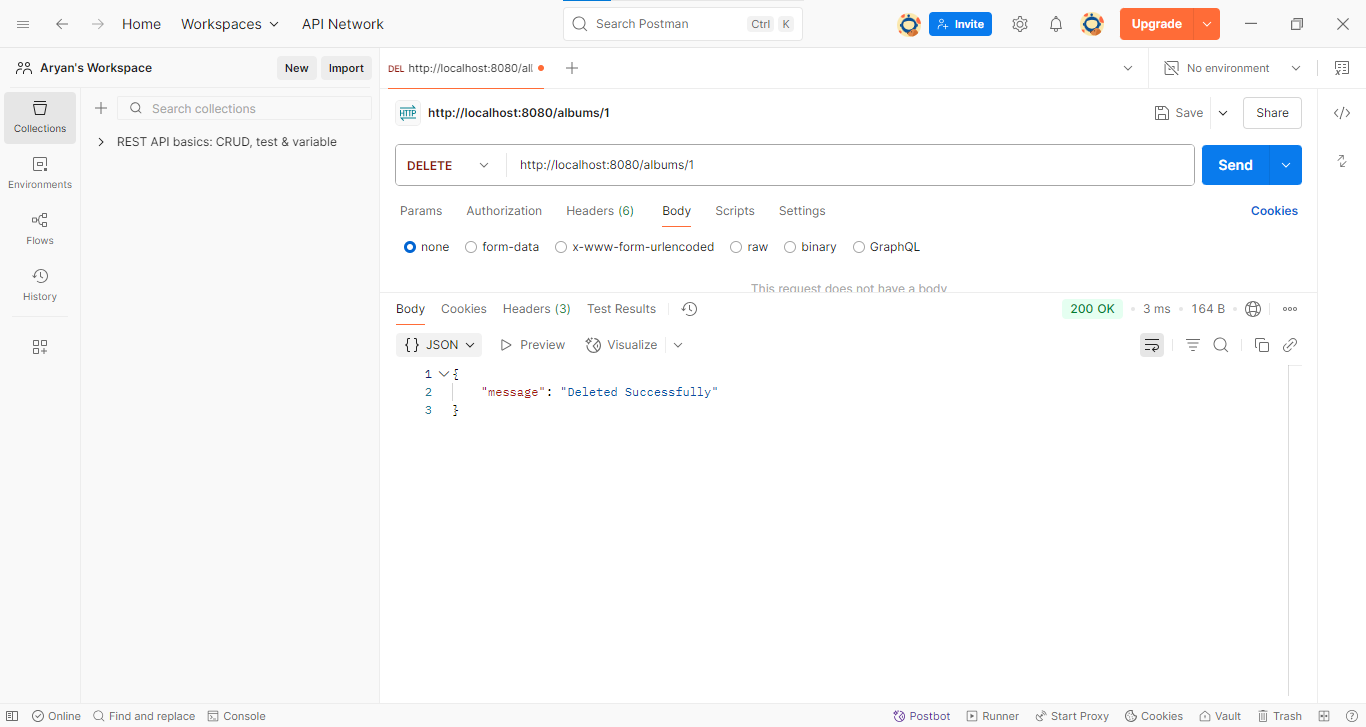 Home Workspaces API Network Search Postman Ctrl K Invite Upgrade
Aryan's Workspace New Import DEL http://localhost:8080/all No environment
Collections Search collections HTTP http://localhost:8080/albums/1 Save Share
REST API basics: CRUD, test & variable
DELETE http://localhost:8080/albums/1 Send
Environments
Params Authorization Headers (6) Body Scripts Settings Cookies
Flows
none form-data x-www-form-urlencoded raw binary GraphQL
This request does not have a body
History
Body Cookies Headers (3) Test Results 200 OK 3 ms 164 B
{} JSON Preview Visualize
1 {
2 "message": "Deleted Successfully"
3 }
Online Find and replace Console Postbot Runner Start Proxy Cookies Vault Trash